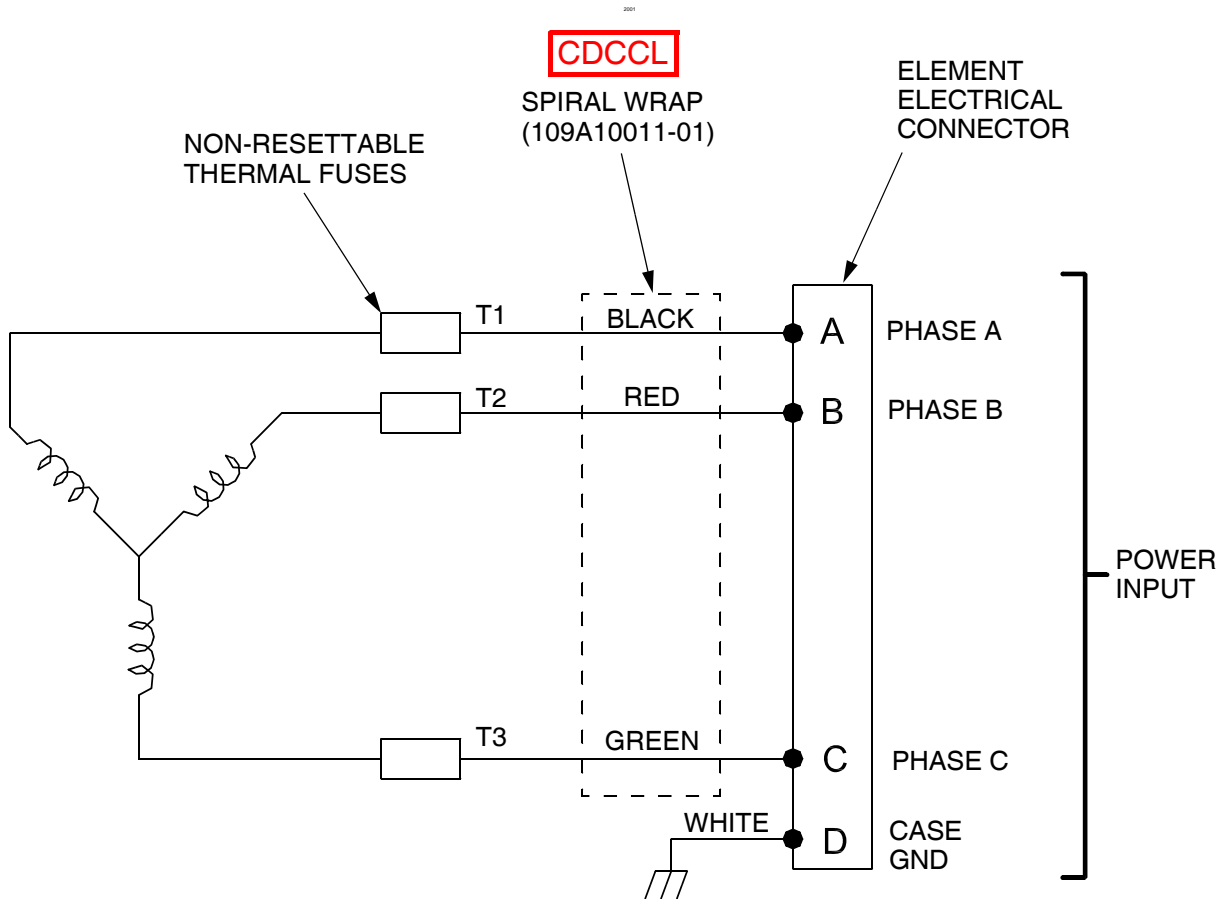 2001
CDCCL
SPIRAL WRAP
(109A10011-01)
ELEMENT
ELECTRICAL
CONNECTOR
NON-RESETTABLE
THERMAL FUSES
T1
BLACK
A
PHASE A
T2
RED
B
PHASE B
POWER
INPUT
T3
GREEN
C
PHASE C
WHITE
D
CASE
GND